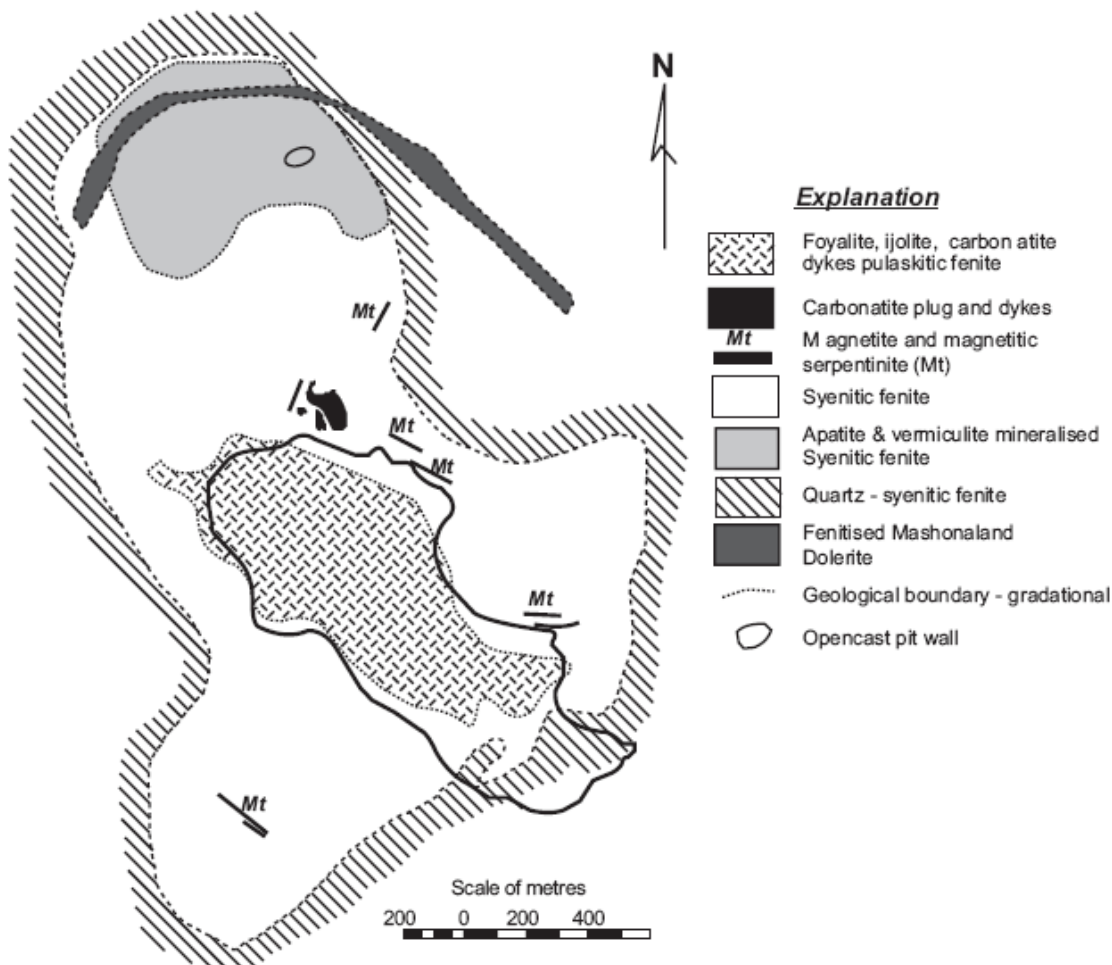 N
Explanation
Foyalite, ijolite, carbon atite
dykes pulaskitic fenite
Carbonatite plug and dykes
Mt
M agnetite and magnetitic
serpentinite (Mt)
Syenitic fenite
Apatite & vermiculite mineralised
Syenitic fenite
Quartz - syenitic fenite
Fenitised Mashonaland
Dolerite
Geological boundary - gradational
Opencast pit wall
Mt
Mt
Mt
Mt
Mt
Scale of metres
200 0 200 400